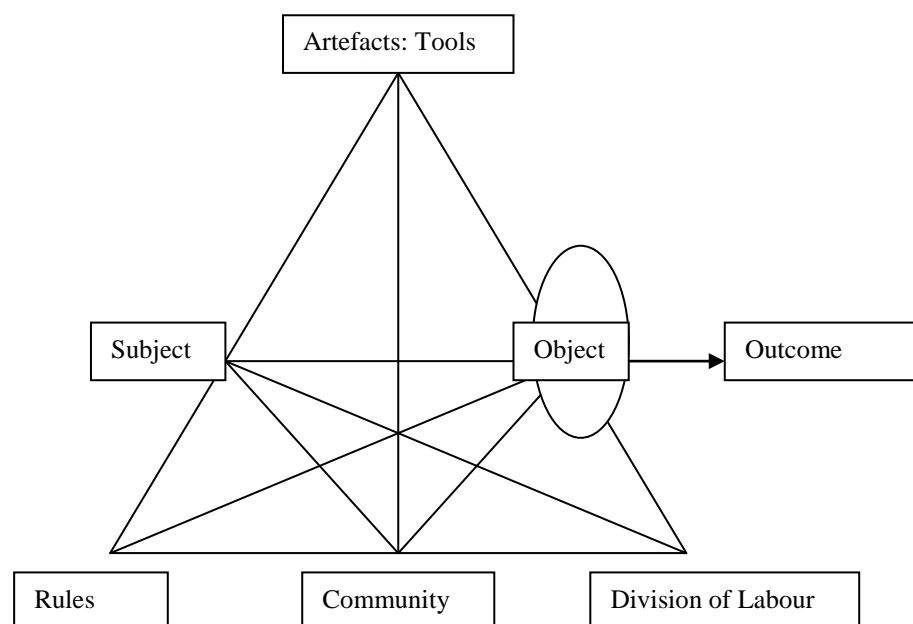 Artefacts: Tools
Subject
Object
Outcome
Rules
Community
Division of Labour